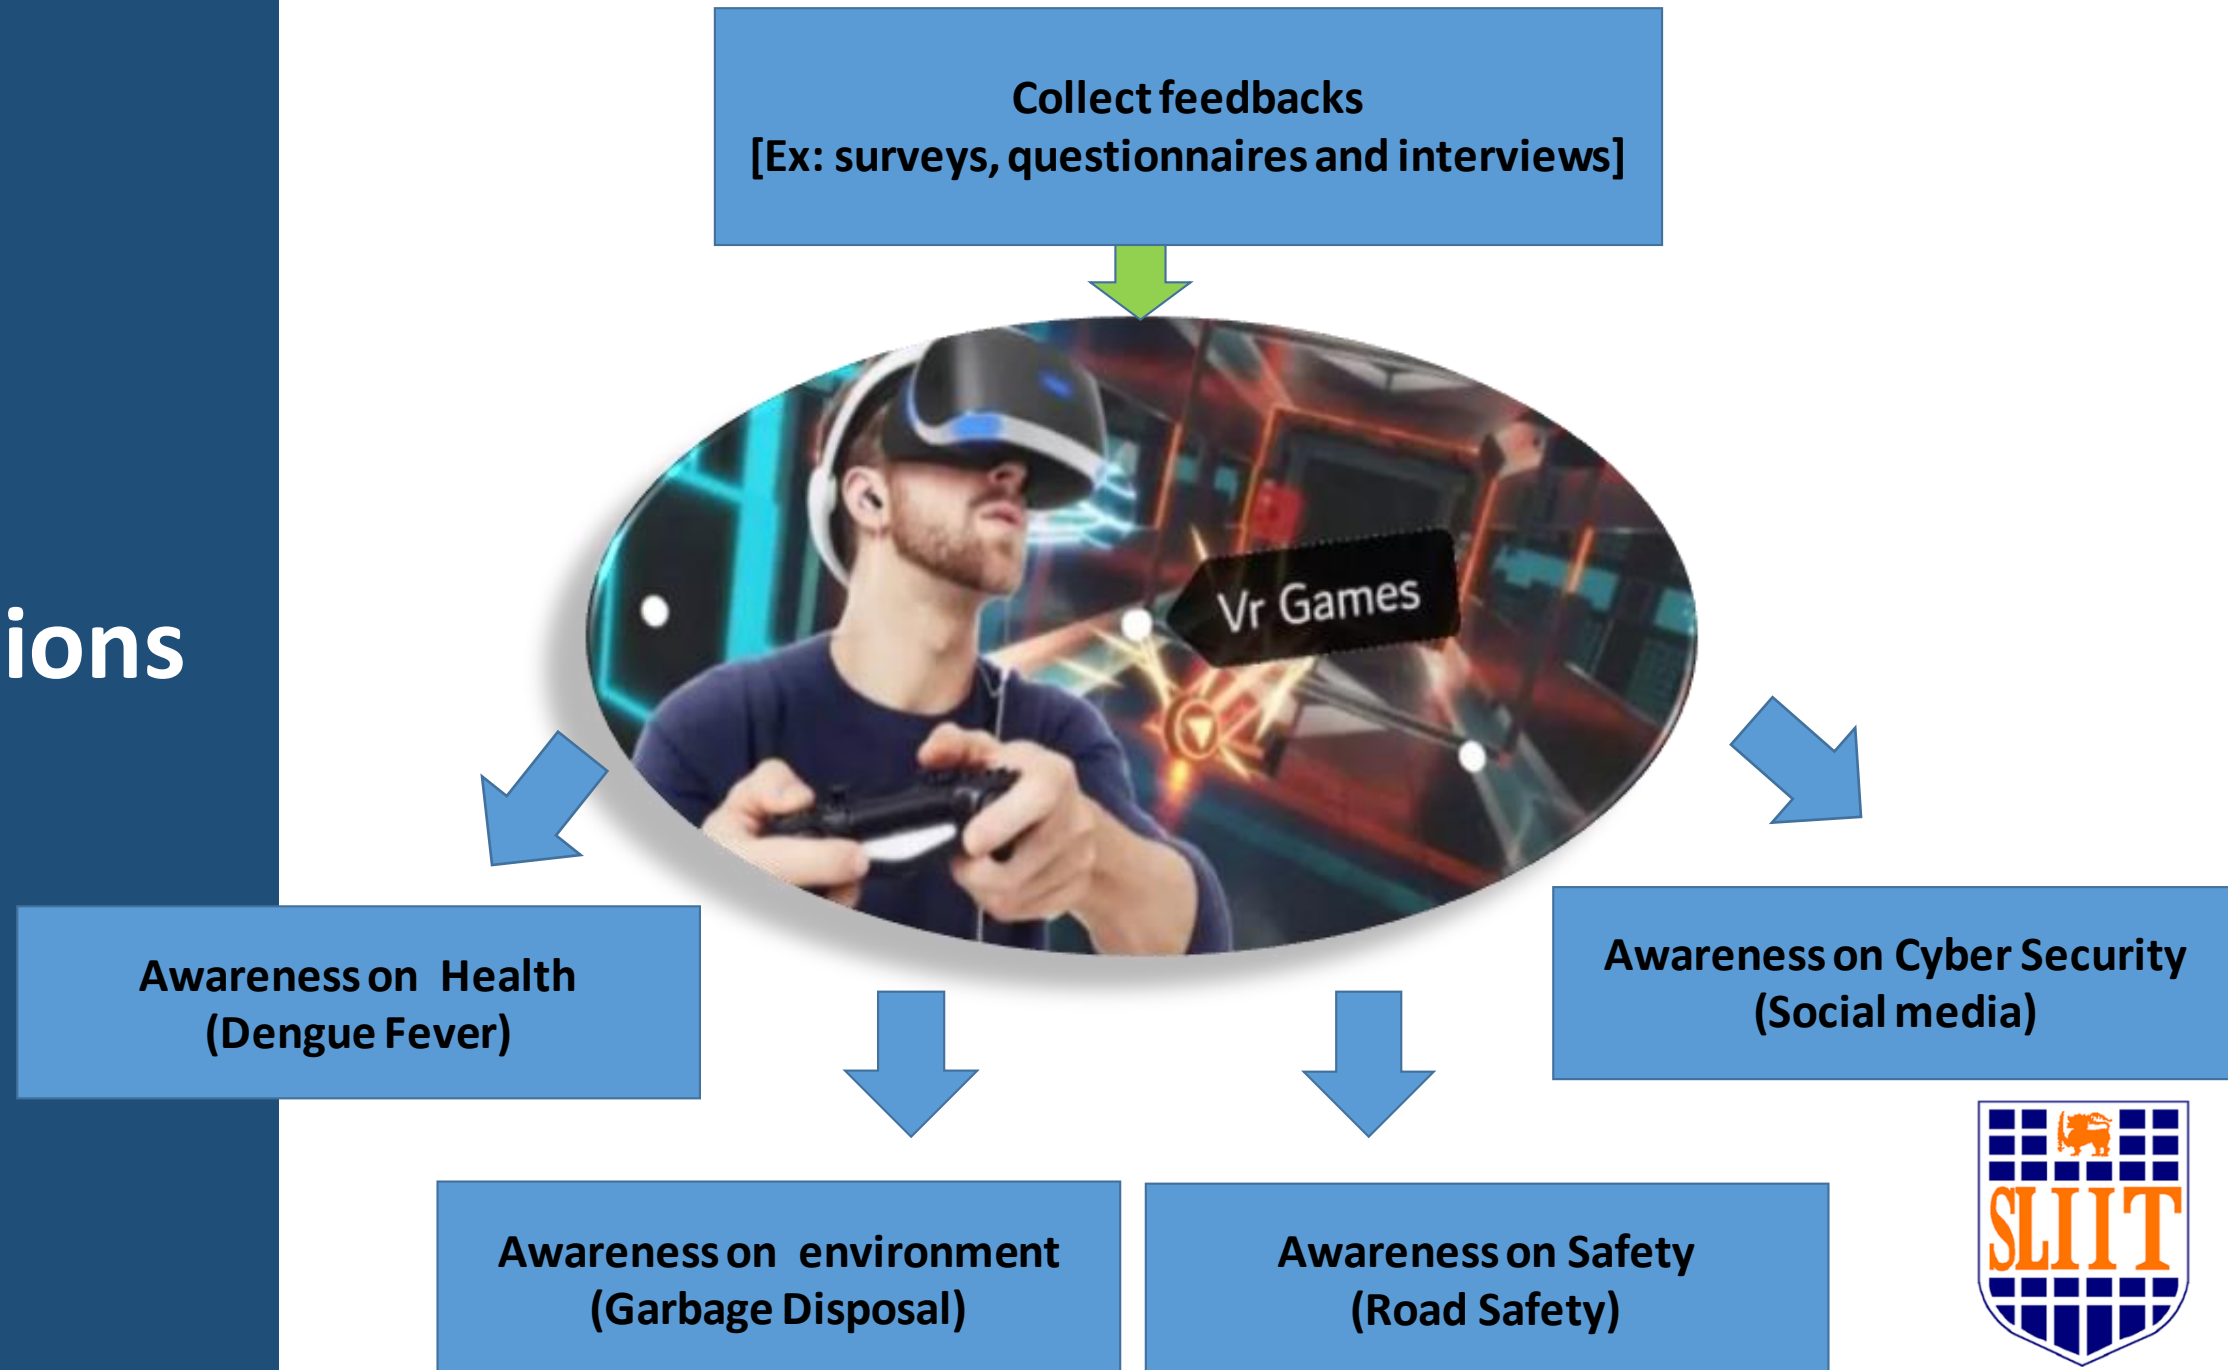 Collect feedbacks
[Ex: surveys, questionnaires and interviews]
ions
Vr Games
Awareness on Health
(Dengue Fever)
Awareness on Cyber Security
(Social media)
Awareness on environment
(Garbage Disposal)
Awareness on Safety
(Road Safety)
SLIIT